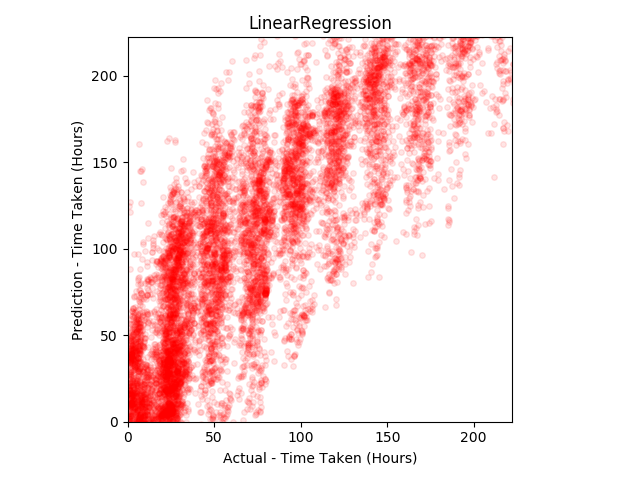 LinearRegression
Prediction - Time Taken (Hours)
200
150
100
50
0
0 50 100 150 200
Actual - Time Taken (Hours)